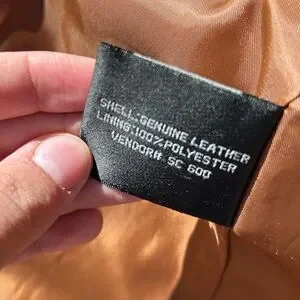 SHELL:GENUINE LEATHER
LINING:100%POLYESTER
VENDOR# SC 600